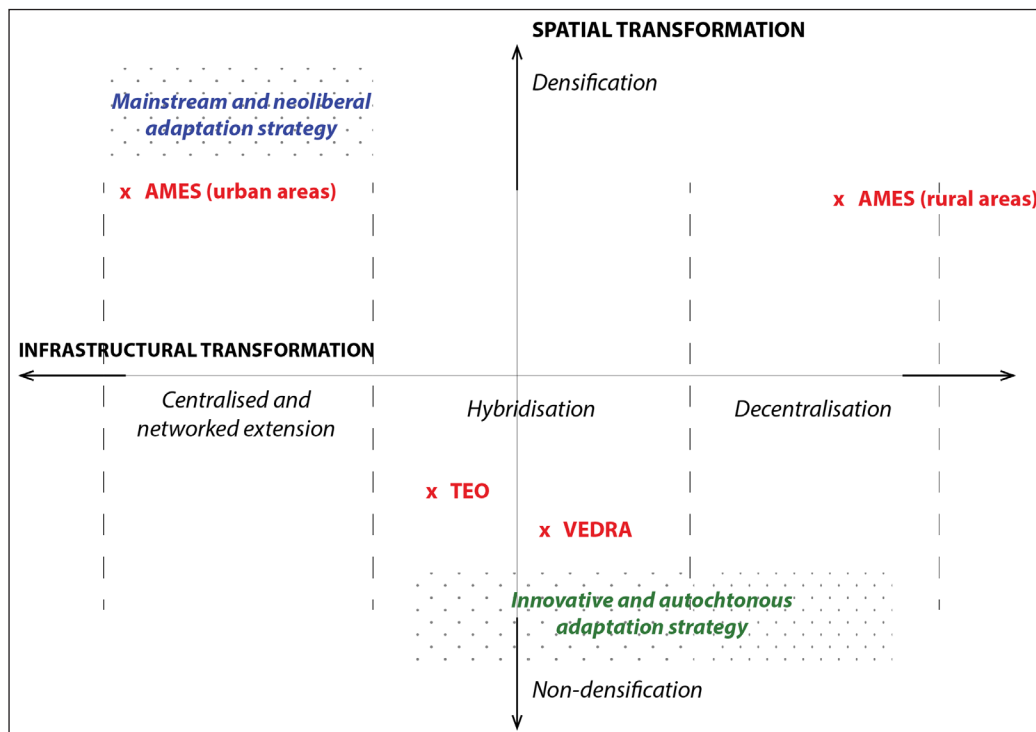 SPATIAL TRANSFORMATION
Densification
Mainstream and neoliberal
adaptation strategy
x AMES (urban areas)
x AMES (rural areas)
INFRASTRUCTURAL TRANSFORMATION
Centralised and
networked extension
Hybridisation
Decentralisation
x TEO
x VEDRA
Innovative and autochtonous
adaptation strategy
Non-densification